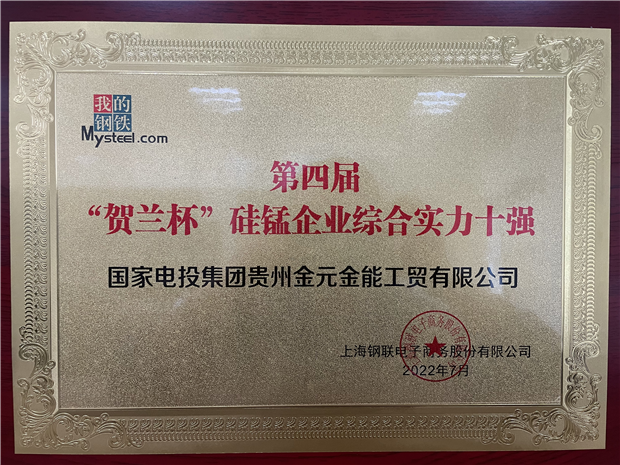 我的
钢铁
Mysteel.com
第四届
“贺兰杯”硅锰企业综合实力十强
国家电投集团贵州金元金能工贸有限公司
上海钢联电子商务股份有限公司
2022年7月